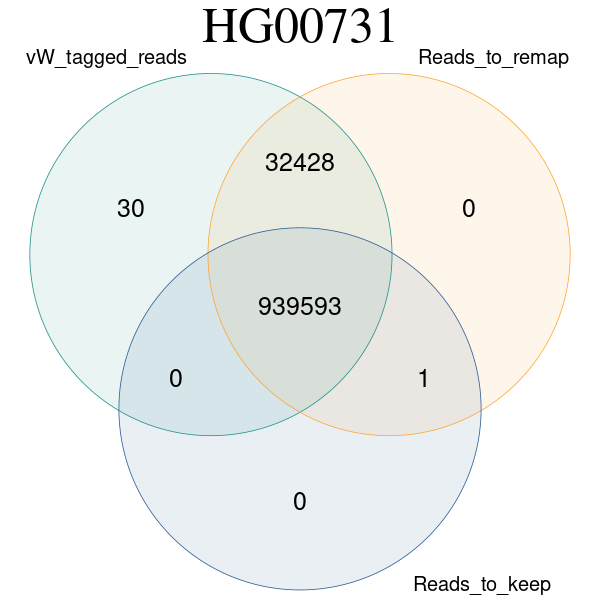 HG00731
vW_tagged_reads
Reads_to_remap
32428
30
0
939593
0
1
0
Reads_to_keep